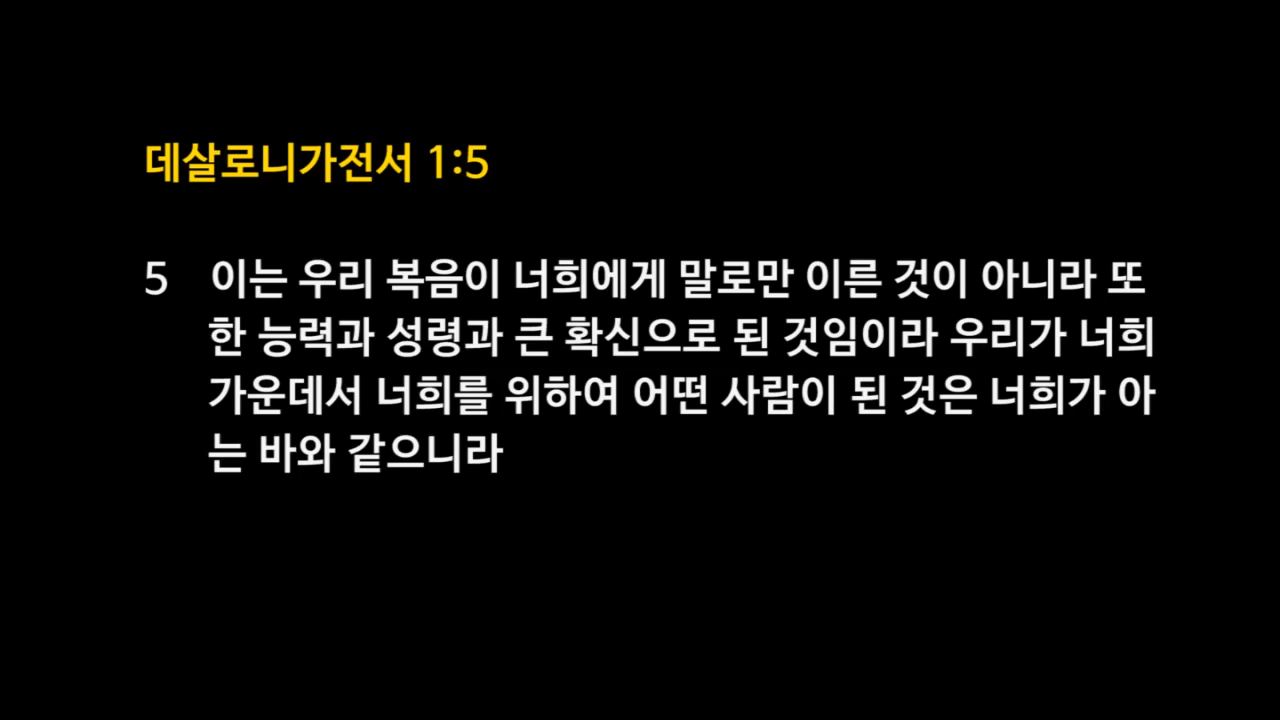 데살로니가전서 1:5
5 이는 우리 복음이 너희에게 말로만 이른 것이 아니라 또
한 능력과 성령과 큰 확신으로 된 것임이라 우리가 너희
가운데서 너희를 위하여 어떤 사람이 된 것은 너희가 아
는 바와 같으니라